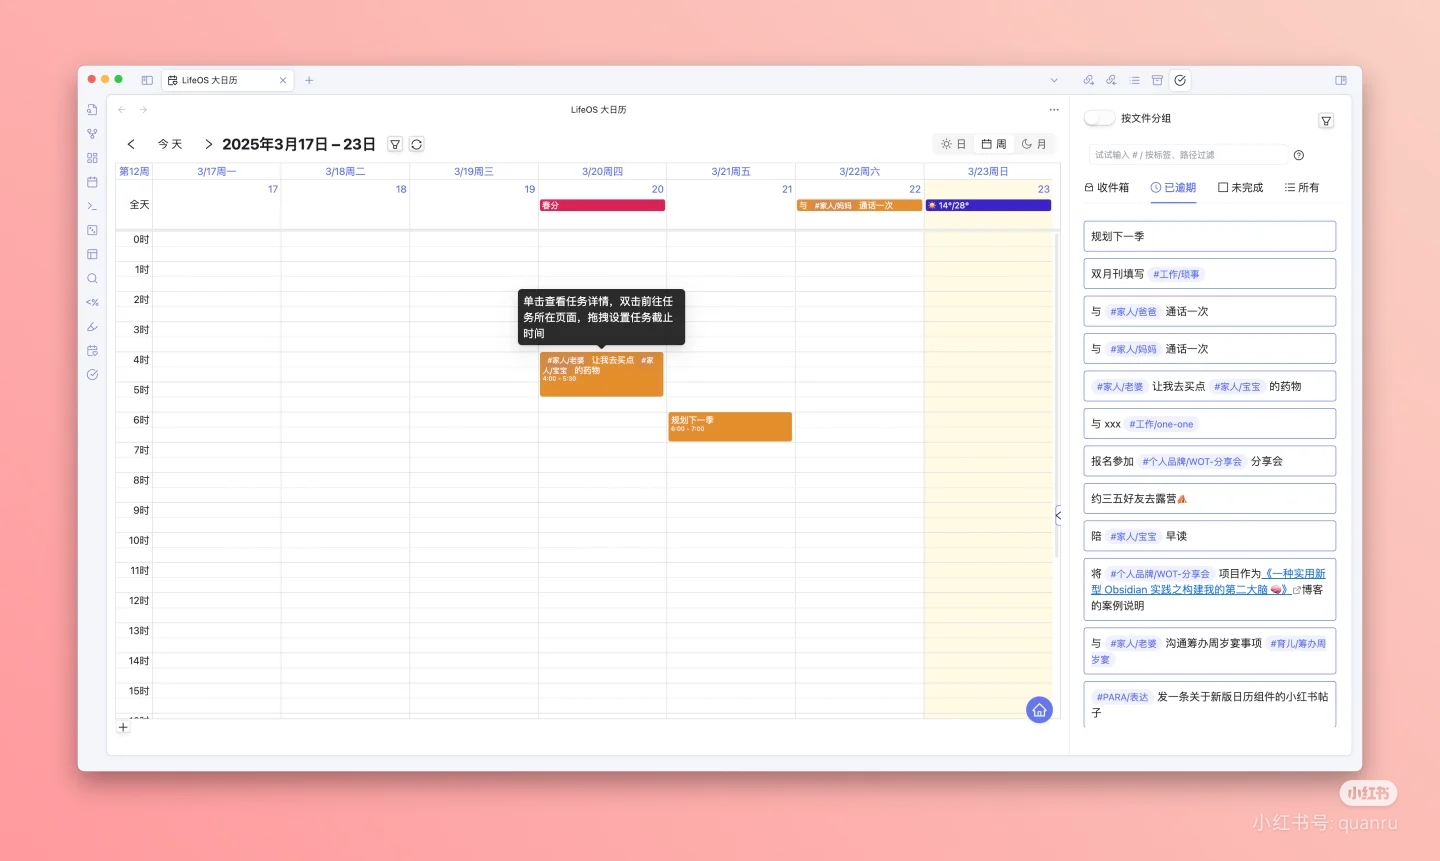 LifeOS 大日历
LifeOS 大日历
今天
2025年3月17日 – 23日
日
周
月
第12周
3/17周一
3/18周二
3/19周三
3/20周四
3/21周五
3/22周六
3/23周日
全天
17
18
19
20
21
22
23
春分
与 #家人/妈妈 通话一次
14°/28°
0时
1时
2时
3时
4时
5时
6时
7时
8时
9时
10时
11时
12时
13时
14时
15时
单击查看任务详情，双击前往任
务所在页面，拖拽设置任务截止
时间
#家人/老婆 让我去买点 #家
人/宝宝 的药物
4:00 - 5:30
规划下一季
6:00 - 7:00
按文件分组
试试输入 # / 按标签、路径过滤
收件箱
已逾期
未完成
所有
规划下一季
双月刊填写 #工作/琐事
与 #家人/爸爸 通话一次
与 #家人/妈妈 通话一次
#家人/老婆 让我去买点 #家人/宝宝 的药物
与 xxx #工作/one-one
报名参加 #个人品牌/WOT-分享会 分享会
约三五好友去露营⛺
陪 #家人/宝宝 早读
将 #个人品牌/WOT-分享会 项目作为《一种实用新
型 Obsidian 实践之构建我的第二大脑🧠》博客
的案例说明
与 #家人/老婆 沟通筹办周岁宴事项 #育儿/筹办周
岁宴
#PARA/表达 发一条关于新版日历组件的小红书帖
子
小红书
小红书号: quanru